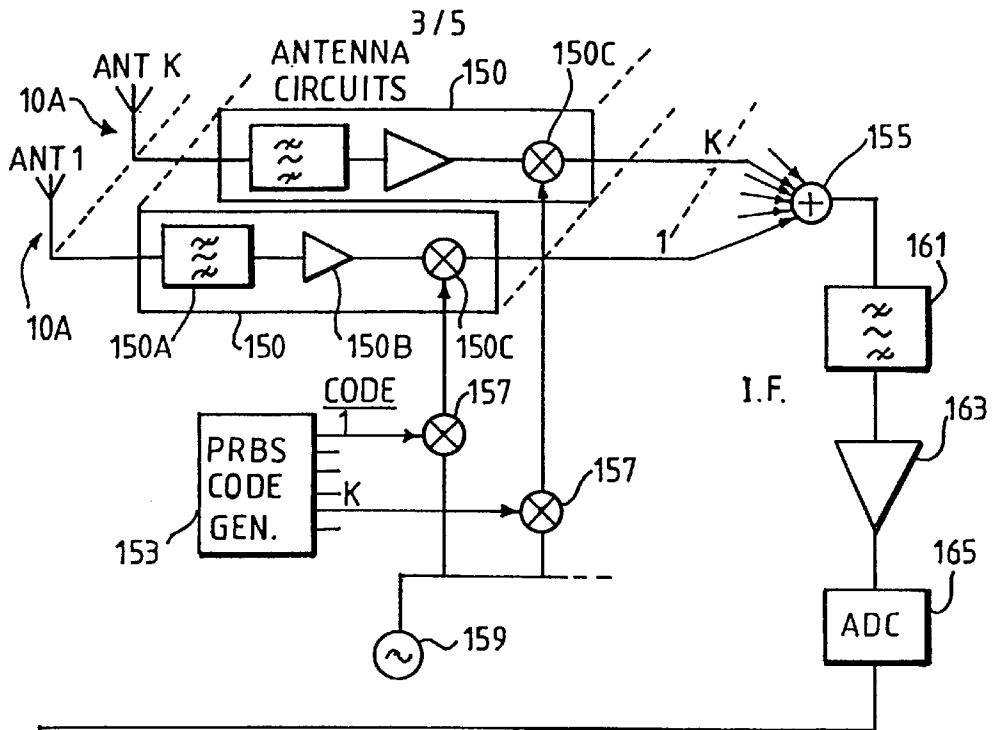 3/5
ANTENNA
CIRCUITS
150
150C
ANT K
10A
ANT 1
K
155
1
10A
150A
150
150B
150C
161
I.F.
CODE
1
157
163
PRBS
CODE
GEN.
K
157
153
165
ADC
159